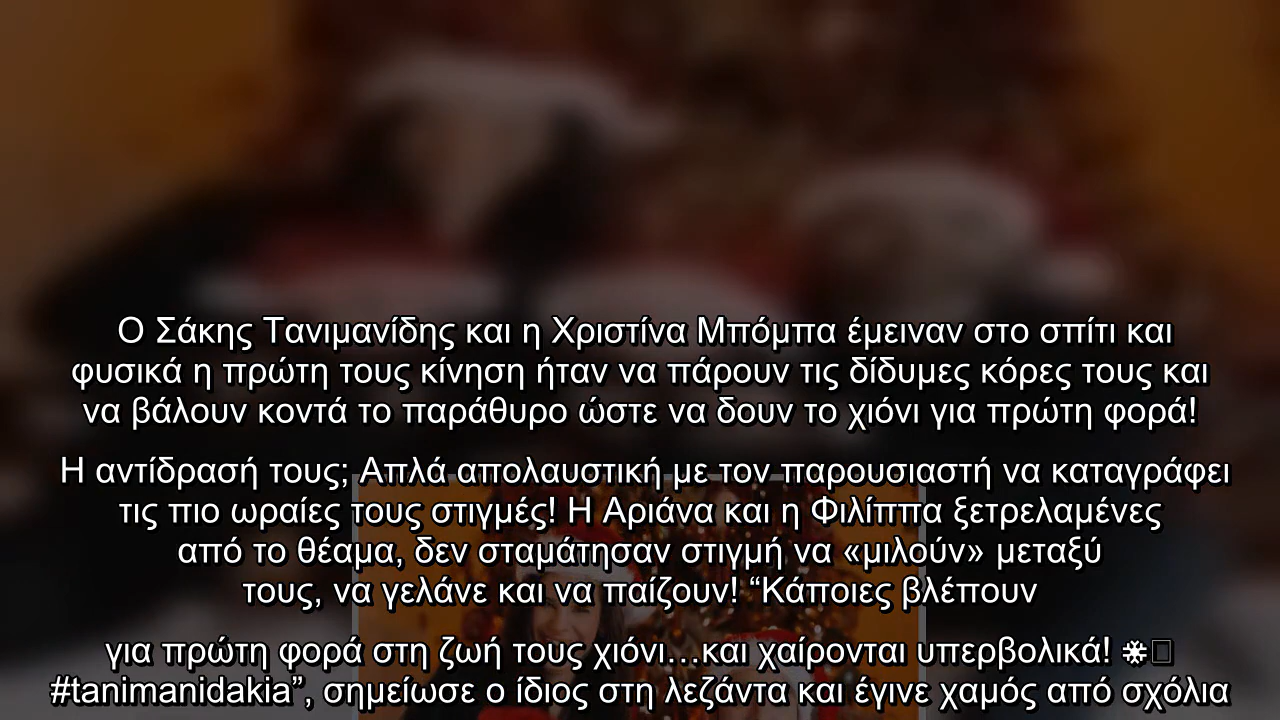 Ο Σάκης Τανιμανίδης και η Χριστίνα Μπόμπα έμειναν στο σπίτι και
φυσικά η πρώτη τους κίνηση ήταν να πάρουν τις δίδυμες κόρες τους και
να βάλουν κοντά το παράθυρο ώστε να δουν το χιόνι για πρώτη φορά!
Η αντίδρασή τους; Απλά απολαυστική με τον παρουσιαστή να καταγράφει
τις πιο ωραίες τους στιγμές! Η Αριάνα και η Φιλίππα ξετρελαμένες
από το θέαμα, δεν σταμάτησαν στιγμή να «μιλούν» μεταξύ
τους, να γελάνε και να παίζουν! “Κάποιες βλέπουν
για πρώτη φορά στη ζωή τους χιόνι…και χαίρονται υπερβολικά! ❄️
#tanimanidakia”, σημείωσε ο ίδιος στη λεζάντα και έγινε χαμός από σχόλια